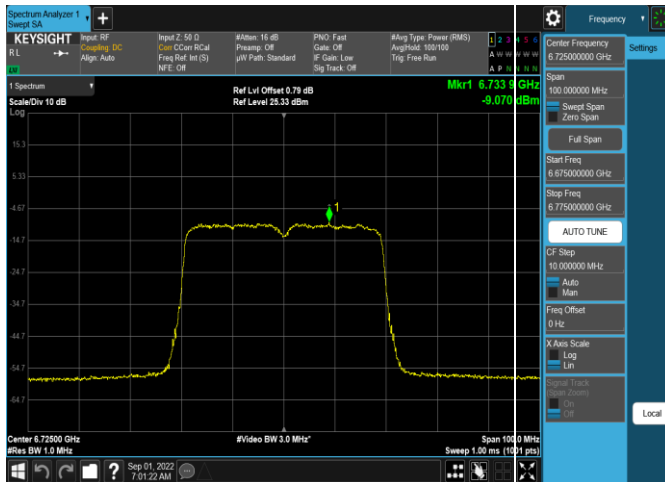 Spectrum Analyzer 1
Swept SA
Frequency
KEYSIGHT
RL
Input: RF
Coupling: DC
Align: Auto
Input Z: 50 Ω
Corr CCorr RCal
Freq Ref: Int (S)
NFE: Off
#Atten: 16 dB
Preamp: Off
µW Path: Standard
PNO: Fast
Gate: Off
IF Gain: Low
Sig Track: Off
#Avg Type: Power (RMS)
Avg|Hold: 100/100
Trig: Free Run
1 2 3 4 5 6
A W W W W W
A P N N N N
1 Spectrum
Scale/Div 10 dB
Log
Ref Lvl Offset 0.79 dB
Ref Level 25.33 dBm
Mkr1 6.733 9 GHz
-9.070 dBm
15.3
5.33
-4.67
-14.7
-24.7
-34.7
-44.7
-54.7
-64.7
1
Center 6.72500 GHz
#Res BW 1.0 MHz
#Video BW 3.0 MHz*
Span 100.0 MHz
Sweep 1.00 ms (1001 pts)
Sep 01, 2022
7:01:22 AM
Center Frequency
6.725000000 GHz
Settings
Span
100.000000 MHz
Swept Span
Zero Span
Full Span
Start Freq
6.675000000 GHz
Stop Freq
6.775000000 GHz
AUTO TUNE
CF Step
10.000000 MHz
Auto
Man
Freq Offset
0 Hz
X Axis Scale
Log
Lin
Signal Track
(Span Zoom)
On
Off
Local